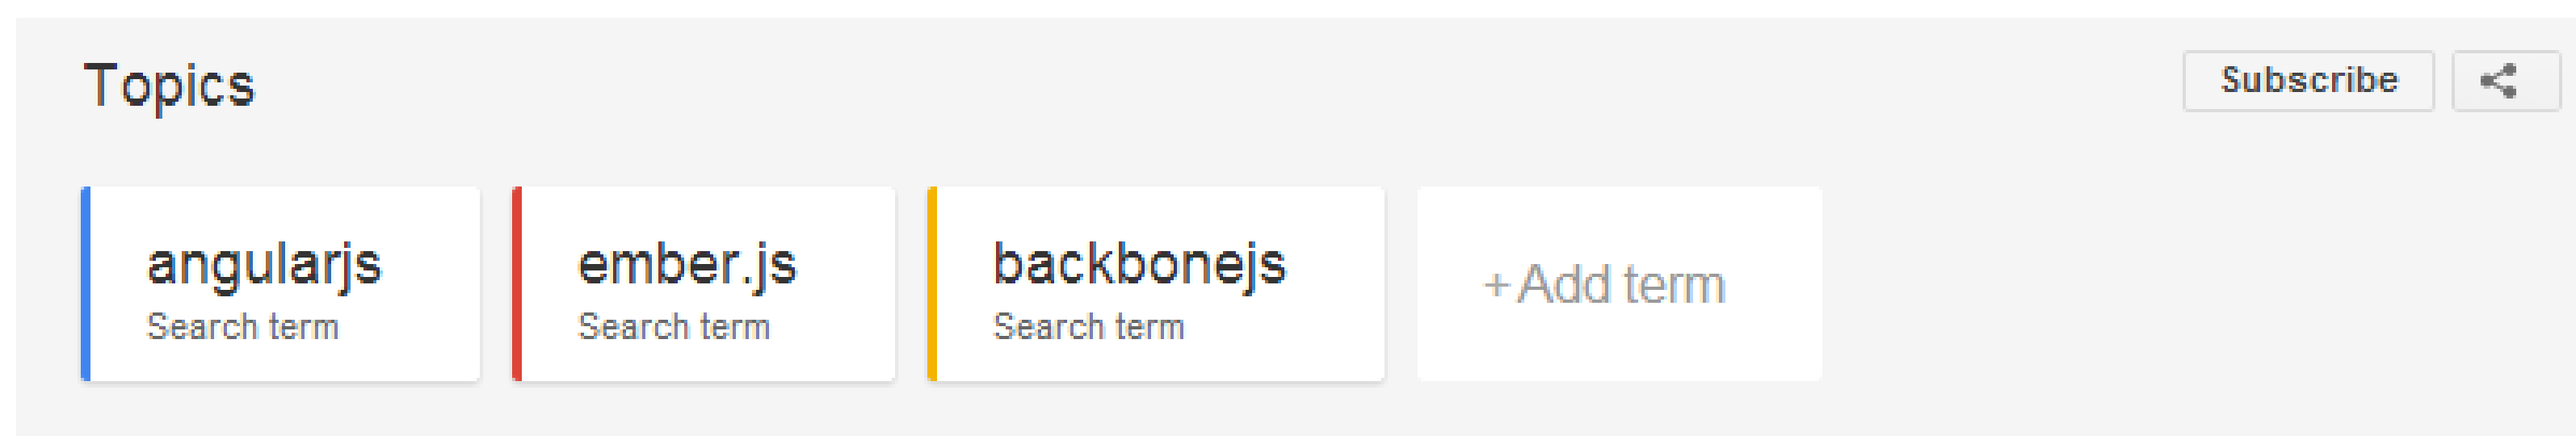 Topics
Subscribe
angularjs
Search term
ember.js
Search term
backbonejs
Search term
+Add term